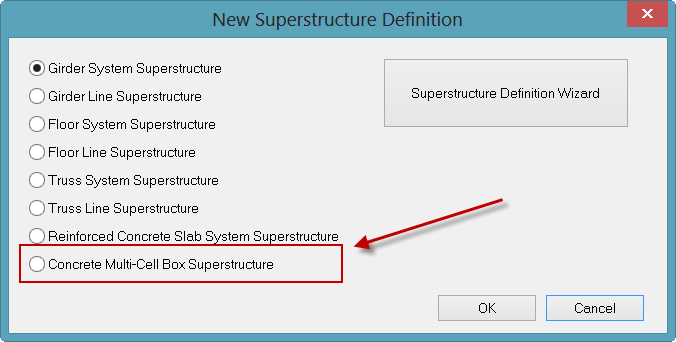 New Superstructure Definition
Girder System Superstructure
Girder Line Superstructure
Floor System Superstructure
Floor Line Superstructure
Truss System Superstructure
Truss Line Superstructure
Reinforced Concrete Slab System Superstructure
Concrete Multi-Cell Box Superstructure
Superstructure Definition Wizard
OK
Cancel